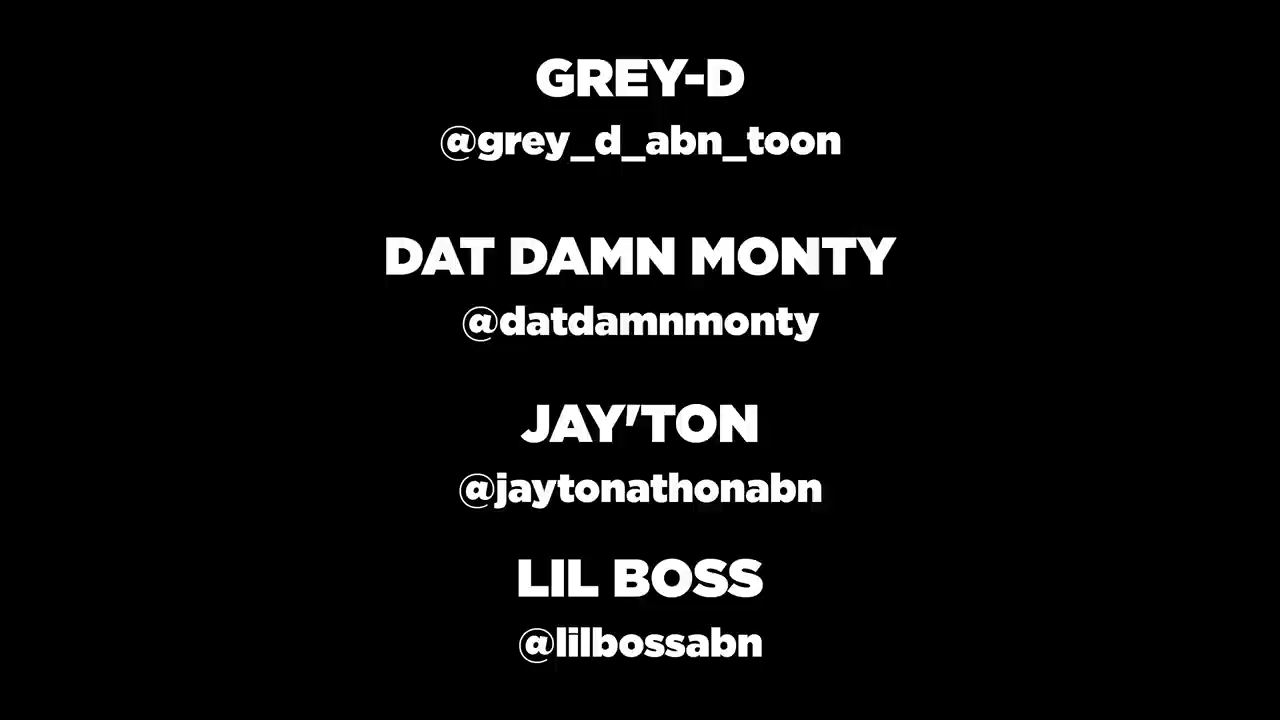 GREY-D
@grey_d_abn_toon
DAT DAMN MONTY
@datdamnmonty
JAY'TON
@jaytonathonabn
LIL BOSS
@lilbossabn